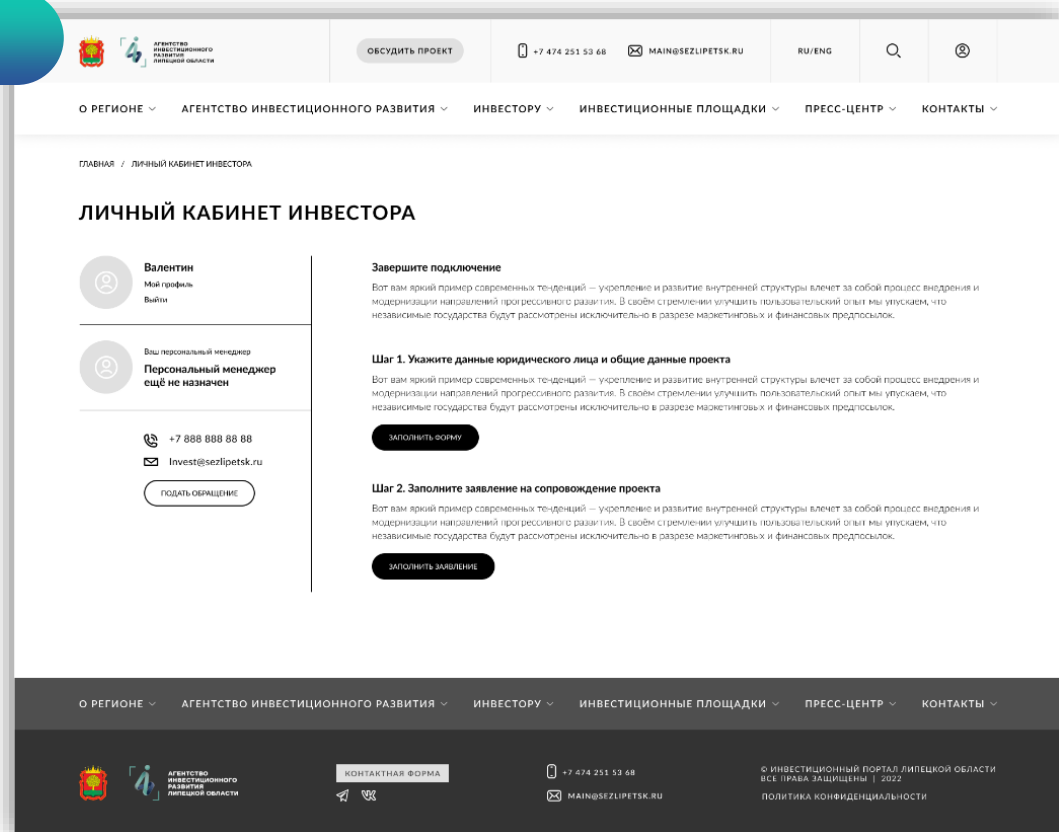 АГЕНТСТВО
ИНВЕСТИЦИОННОГО
РАЗВИТИЯ
ЛИПЕЦКОЙ ОБЛАСТИ
ОБСУДИТЬ ПРОЕКТ
+7 474 251 53 68
MAIN@SEZLIPETSK.RU
RU/ENG
О РЕГИОНЕ
АГЕНТСТВО ИНВЕСТИЦИОННОГО РАЗВИТИЯ
ИНВЕСТОРУ
ИНВЕСТИЦИОННЫЕ ПЛОЩАДКИ
ПРЕСС-ЦЕНТР
КОНТАКТЫ
ГЛАВНАЯ / ЛИЧНЫЙ КАБИНЕТ ИНВЕСТОРА
ЛИЧНЫЙ КАБИНЕТ ИНВЕСТОРА
Валентин
Мой профиль
Выйти
Ваш персональный менеджер
Персональный менеджер
ещё не назначен
+7 888 888 88 88
Invest@sezlipetsk.ru
ПОДАТЬ ОБРАЩЕНИЕ
Завершите подключение
Вот вам яркий пример современных тенденций — укрепление и развитие внутренней структуры влечет за собой процесс внедрения и
модернизации направлений прогрессивного развития. В своём стремлении улучшить пользовательский опыт мы упускаем, что
независимые государства будут рассмотрены исключительно в разрезе маркетинговых и финансовых предпосылок.
Шаг 1. Укажите данные юридического лица и общие данные проекта
Вот вам яркий пример современных тенденций — укрепление и развитие внутренней структуры влечет за собой процесс внедрения и
модернизации направлений прогрессивного развития. В своём стремлении улучшить пользовательский опыт мы упускаем, что
независимые государства будут рассмотрены исключительно в разрезе маркетинговых и финансовых предпосылок.
ЗАПОЛНИТЬ ФОРМУ
Шаг 2. Заполните заявление на сопровождение проекта
Вот вам яркий пример современных тенденций — укрепление и развитие внутренней структуры влечет за собой процесс внедрения и
модернизации направлений прогрессивного развития. В своём стремлении улучшить пользовательский опыт мы упускаем, что
независимые государства будут рассмотрены исключительно в разрезе маркетинговых и финансовых предпосылок.
ЗАПОЛНИТЬ ЗАЯВЛЕНИЕ
О РЕГИОНЕ
АГЕНТСТВО ИНВЕСТИЦИОННОГО РАЗВИТИЯ
ИНВЕСТОРУ
ИНВЕСТИЦИОННЫЕ ПЛОЩАДКИ
ПРЕСС-ЦЕНТР
КОНТАКТЫ
АГЕНТСТВО
ИНВЕСТИЦИОННОГО
РАЗВИТИЯ
ЛИПЕЦКОЙ ОБЛАСТИ
КОНТАКТНАЯ ФОРМА
+7 474 251 53 68
MAIN@SEZLIPETSK.RU
© ИНВЕСТИЦИОННЫЙ ПОРТАЛ ЛИПЕЦКОЙ ОБЛАСТИ
ВСЕ ПРАВА ЗАЩИЩЕНЫ | 2022
ПОЛИТИКА КОНФИДЕНЦИАЛЬНОСТИ